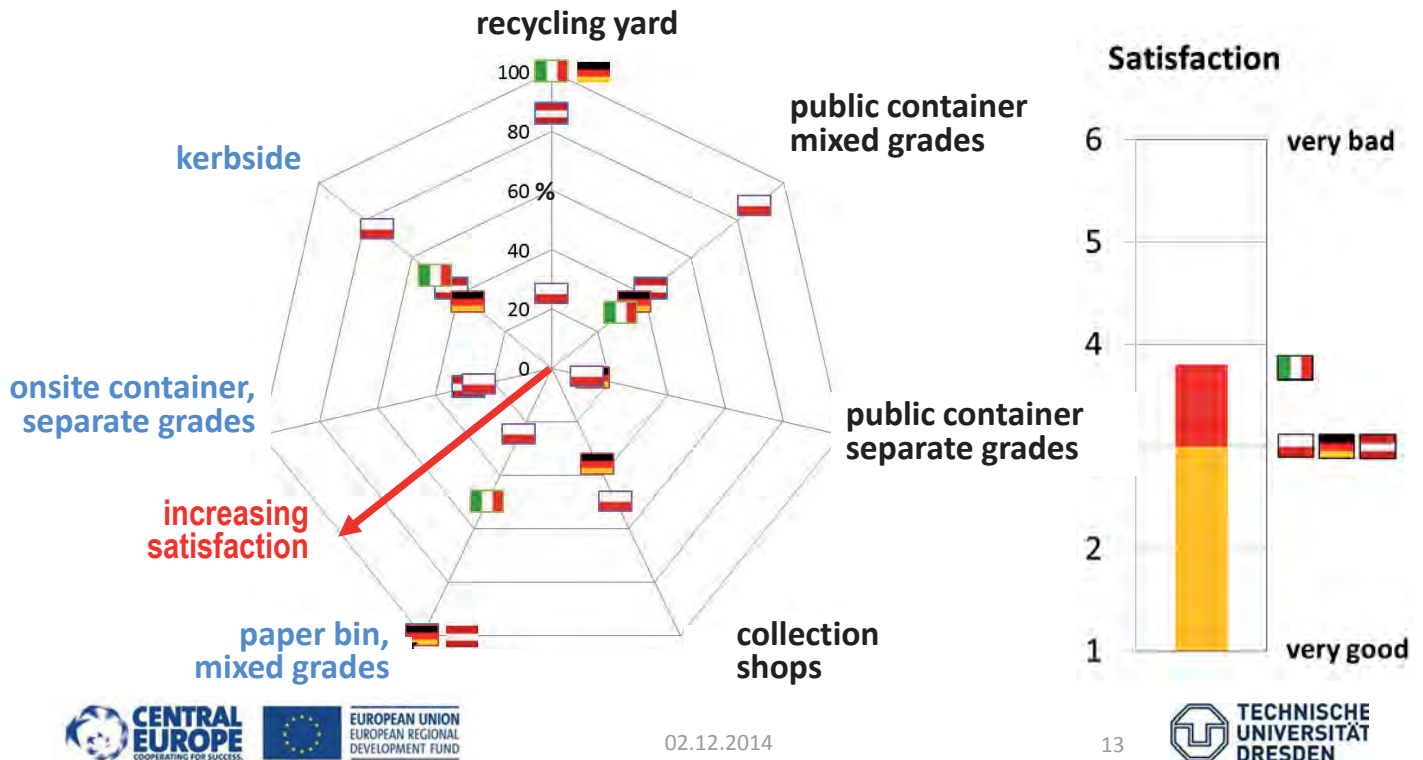 recycling yard
100
80
60 %
40
20
0
public container
mixed grades
kerbside
onsite container,
separate grades
public container
separate grades
increasing
satisfaction
paper bin,
mixed grades
collection
shops
Satisfaction
6
very bad
5
4
2
1
very good
CENTRAL
EUROPE
COOPERATING FOR SUCCESS.
EUROPEAN UNION
EUROPEAN REGIONAL
DEVELOPMENT FUND
02.12.2014
13
TECHNISCHE
UNIVERSITÄT
DRESDEN